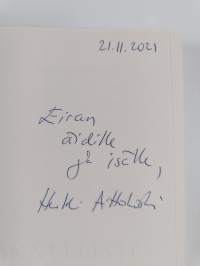 21.11.2021
Eiran
äidille
ja isälle,